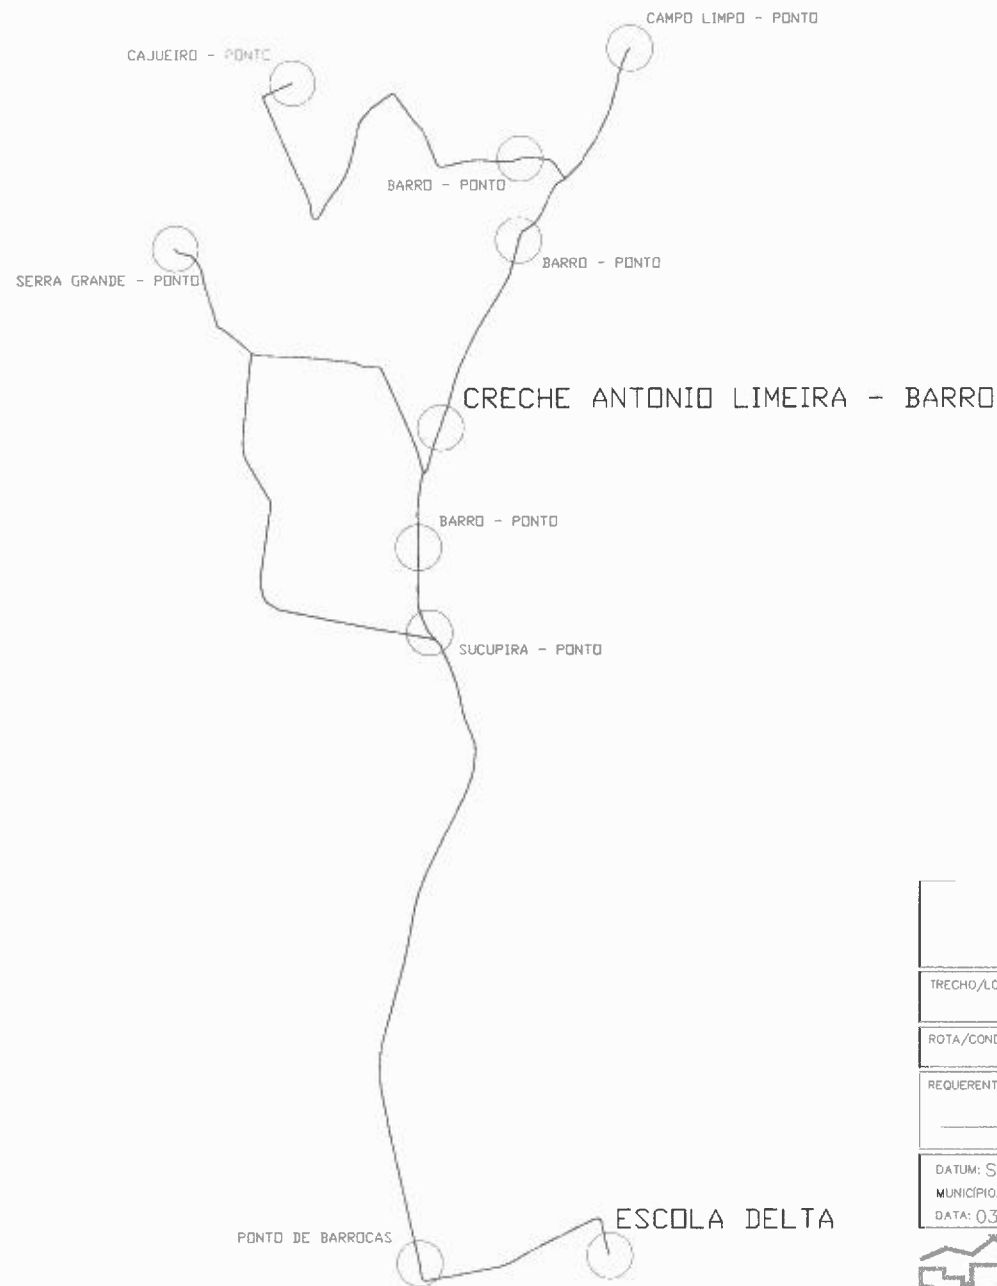 CAMPO LIMPO - PONTO
CAJUEIRO - PONTO
BARRO - PONTO
BARRO - PONTO
SERRA GRANDE - PONTO
CRECHE ANTONIO LIMEIRA - BARRO
BARRO - PONTO
SUCUPIRA - PONTO
TRECHO/LO
ROTA/COND
REQUERENT
DATUM: S
MUNICÍPIO
DATA: 03
ESCOLA DELTA
PONTO DE BARROCAS